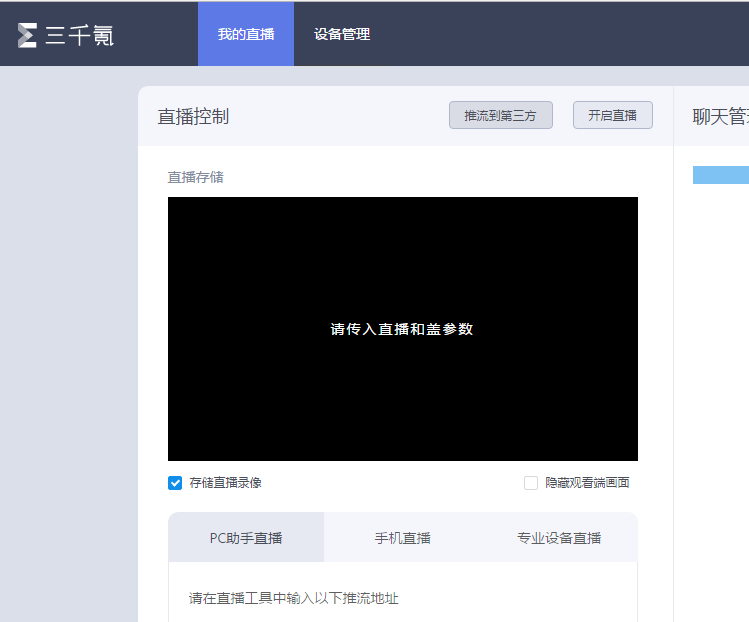 三千氪
我的直播
设备管理
直播控制
推流到第三方
开启直播
聊天管
直播存储
请传入直播和盖参数
存储直播录像
隐藏观看端画面
PC助手直播
手机直播
专业设备直播
请在直播工具中输入以下推流地址